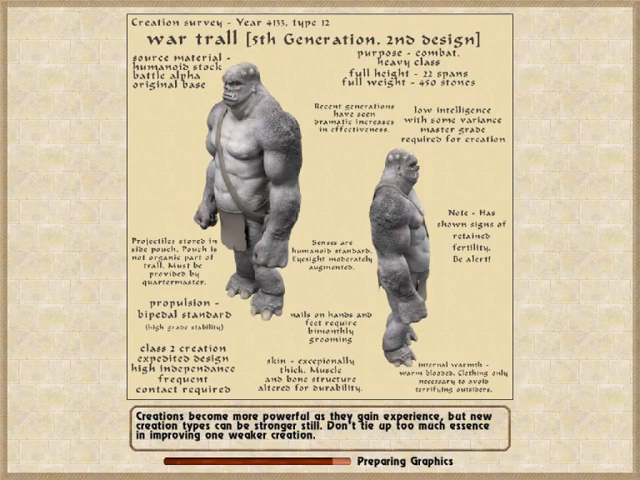 Creation survey - Year 4133, type 12
war trall [5th Generation. 2nd design]
source material -
humanoid stock
battle alpha
original base
purpose - combat.
heavy class
full height - 22 spans
full weight - 450 stones
Recent generations
have seen
dramatic increases
in effectiveness.
low intelligence
with some variance
master grade
required for creation
Note - Has
shown signs of
retained
fertility.
Be alert!
Projectiles stored in
side pouch. Pouch is
not organic part of
trall. Must be
provided by
quartermaster.
Senses are
humanoid standard.
Eyesight moderately
augmented.
propulsion -
bipedal standard
(high grade stability)
nails on hands and
feet require
bimonthly
grooming
class 2 creation
expedited design
high independance
frequent
contact required
skin - excepionally
thick. Muscle
and bone structure
altered for durability.
internal warmth -
warm blooded. Clothing only
necessary to avoid
terrifying outsiders.
Creations become more powerful as they gain experience, but new
creation types can be stronger still. Don't tie up too much essence
in improving one weaker creation.
Preparing Graphics